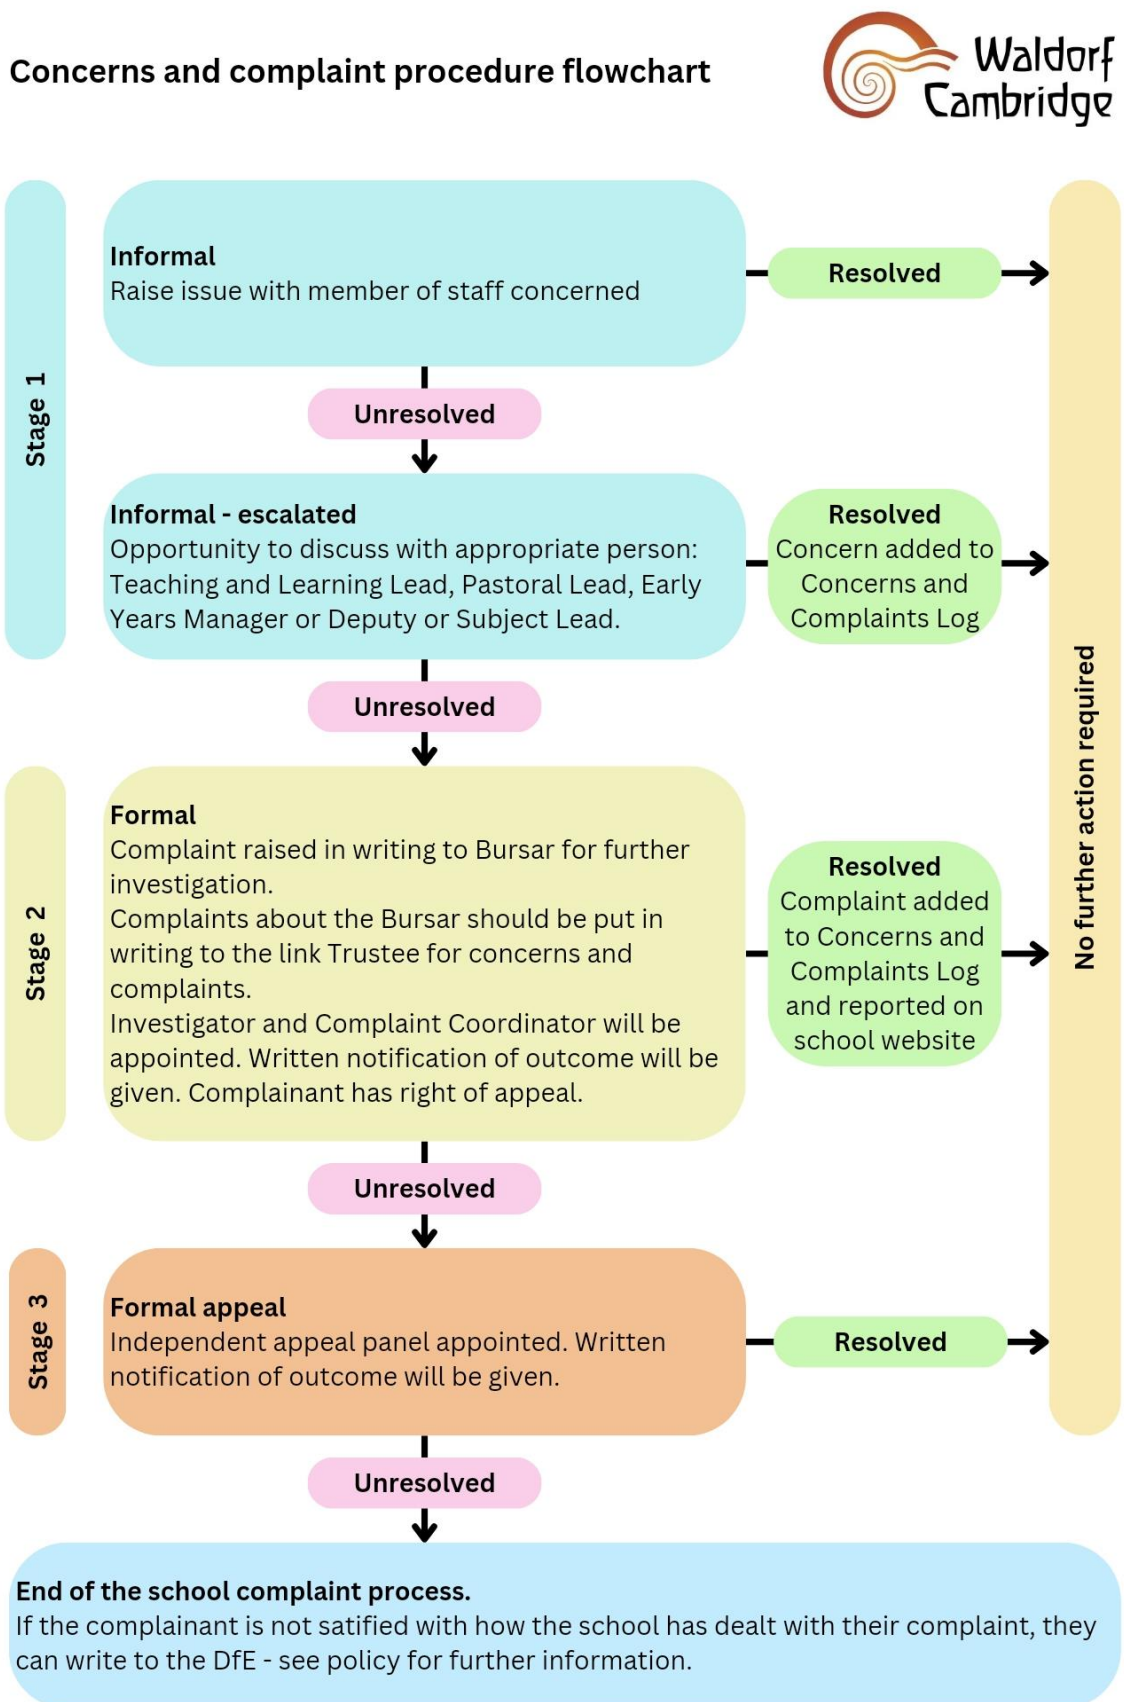 Concerns and complaint procedure flowchart
Waldorf
Cambridge
Stage 1
Informal
Raise issue with member of staff concerned
Resolved
Unresolved
Informal - escalated
Opportunity to discuss with appropriate person:
Teaching and Learning Lead, Pastoral Lead, Early
Years Manager or Deputy or Subject Lead.
Resolved
Concern added to
Concerns and
Complaints Log
Unresolved
Stage 2
Formal
Complaint raised in writing to Bursar for further
investigation.
Complaints about the Bursar should be put in
writing to the link Trustee for concerns and
complaints.
Investigator and Complaint Coordinator will be
appointed. Written notification of outcome will be
given. Complainant has right of appeal.
Resolved
Complaint added
to Concerns and
Complaints Log
and reported on
school website
Unresolved
Stage 3
Formal appeal
Independent appeal panel appointed. Written
notification of outcome will be given.
Resolved
No further action required
Unresolved
End of the school complaint process.
If the complainant is not satified with how the school has dealt with their complaint, they
can write to the DfE - see policy for further information.